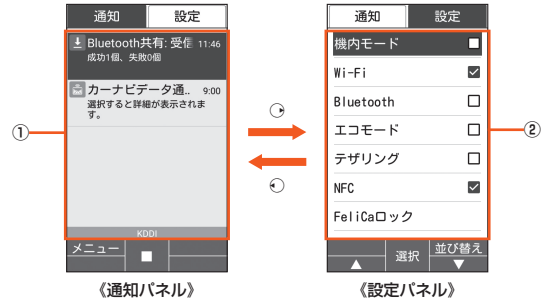 通知 設定
Bluetooth共有: 受信 11:46
成功1個、失敗0個
カーナビデータ通.. 9:00
選択すると詳細が表示されま
す。
KDDI
メニュー
①
《通知パネル》
通知 設定
機内モード
Wi-Fi
Bluetooth
エコモード
テザリング
NFC
FeliCaロック
選択 並び替え
②
《設定パネル》